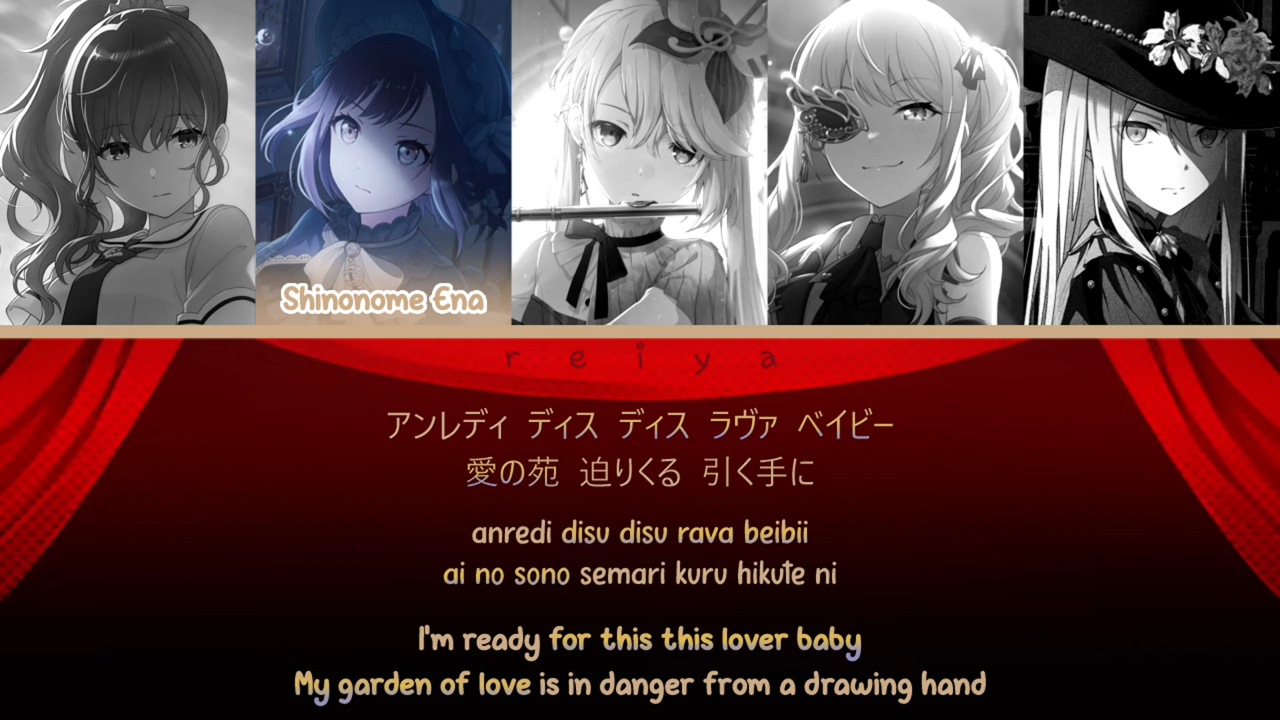 Shinonome Ena
reiya
アンレディ ディス ディス ラヴァ ベイビー
愛の苑 迫りくる 引く手に
anredi disu disu rava beibii
ai no sono semari kuru hikute ni
I'm ready for this this lover baby
My garden of love is in danger from a drawing hand